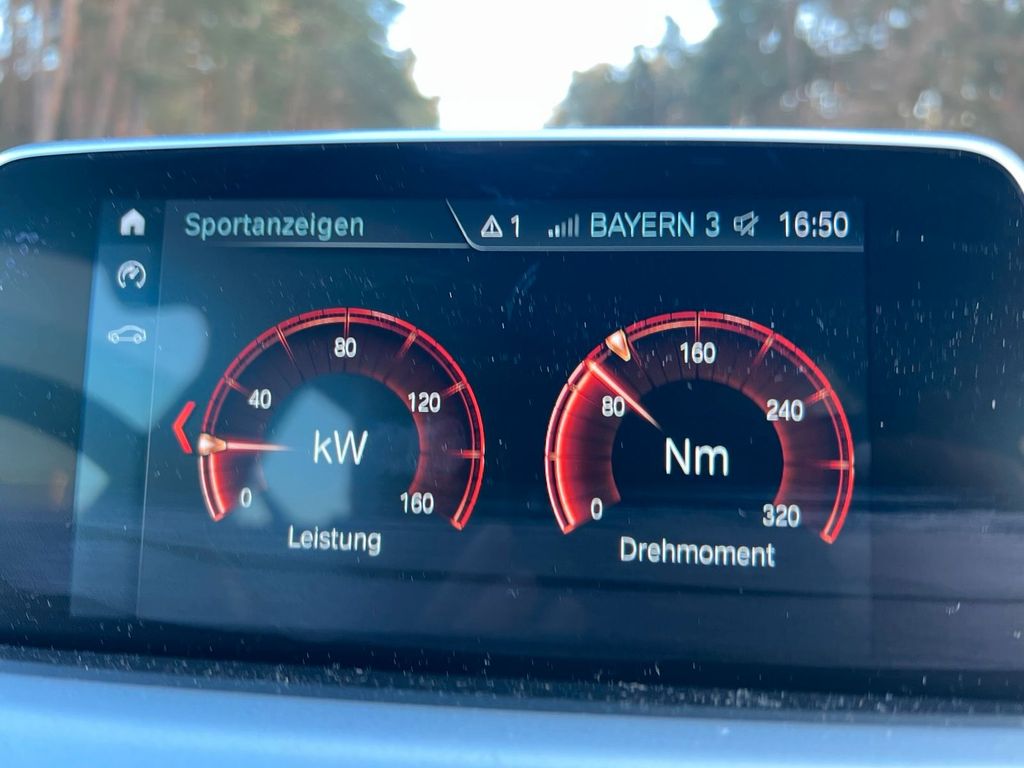 Sportanzeigen 1 BAYERN 3 16:50
80 160
40 120 80 240
kW Nm
0 160 0 320
Leistung Drehmoment